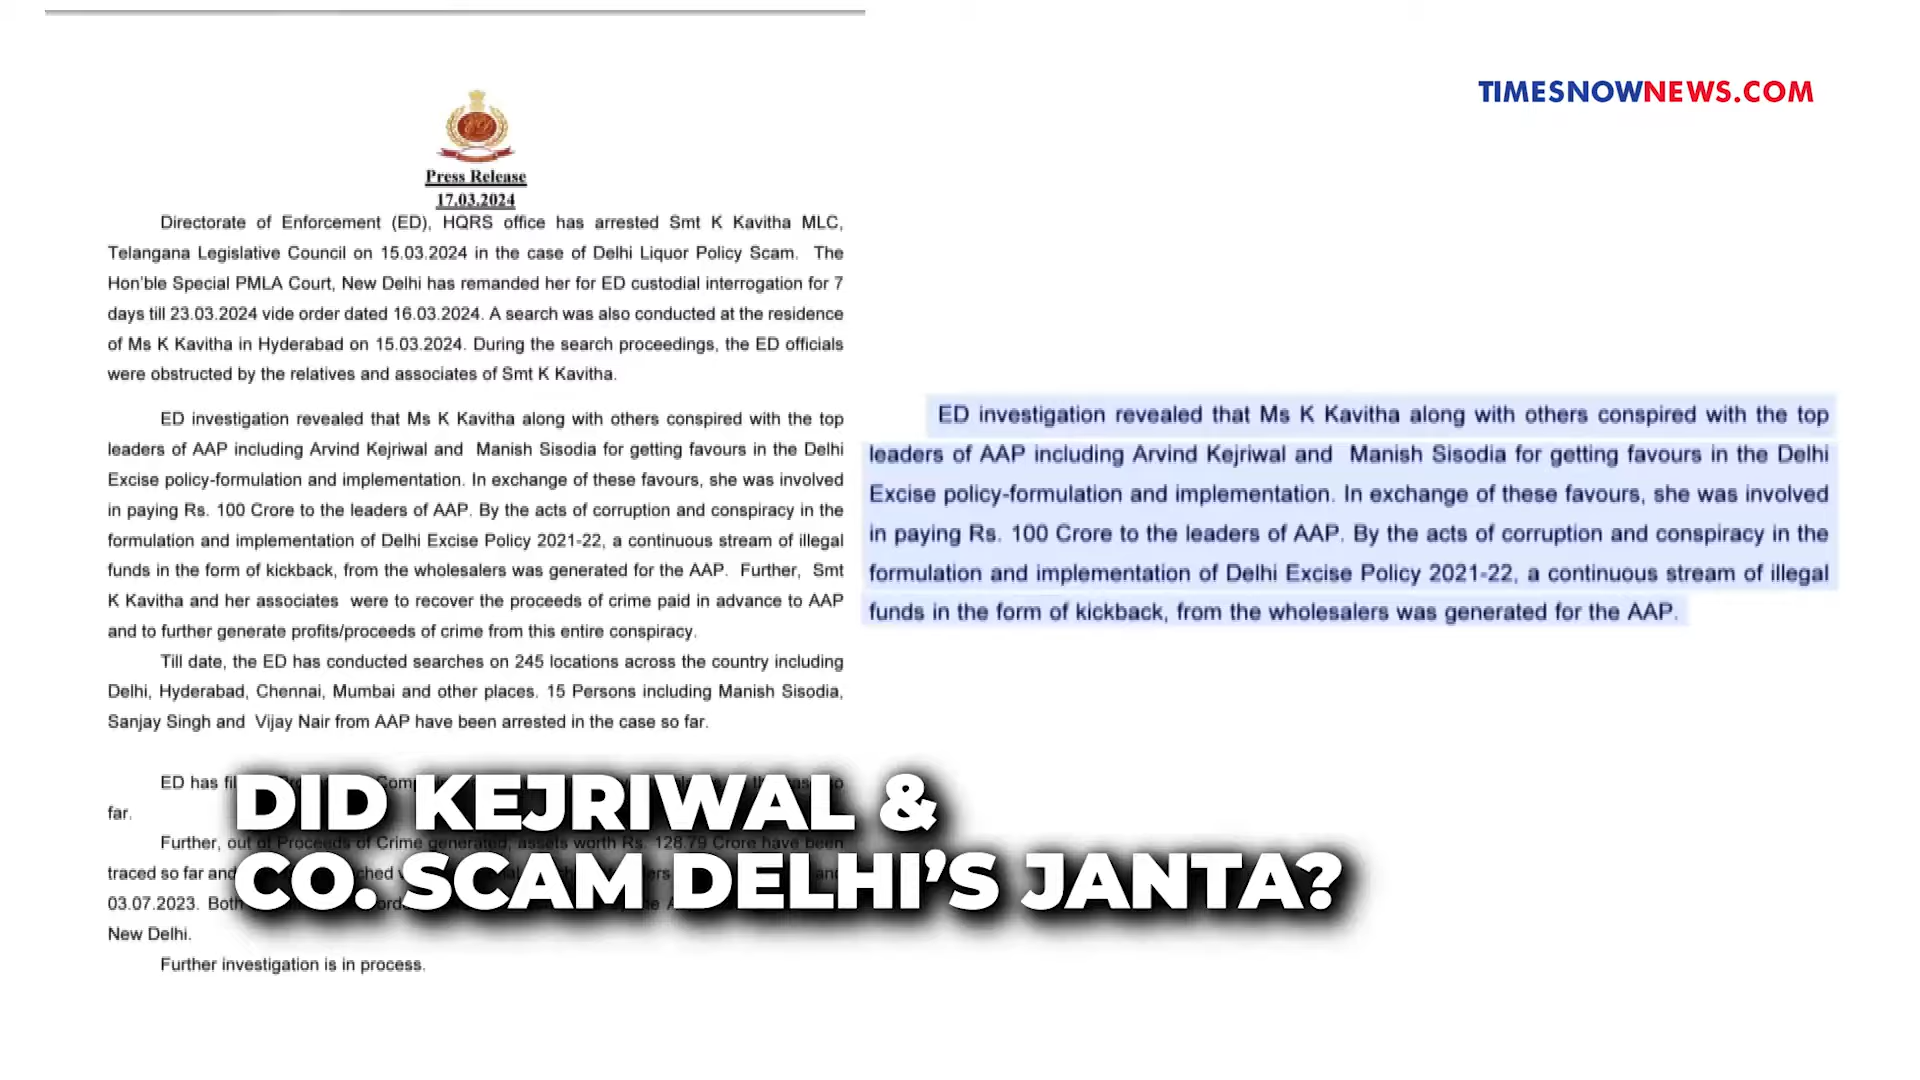 TIMESNOWNEWS.COM
Press Release
17.03.2024
Directorate of Enforcement (ED), HQRS office has arrested Smt K Kavitha MLC,
Telangana Legislative Council on 15.03.2024 in the case of Delhi Liquor Policy Scam. The
Hon'ble Special PMLA Court, New Delhi has remanded her for ED custodial interrogation for 7
days till 23.03.2024 vide order dated 16.03.2024. A search was also conducted at the residence
of Ms K Kavitha in Hyderabad on 15.03.2024. During the search proceedings, the ED officials
were obstructed by the relatives and associates of Smt K Kavitha.
ED investigation revealed that Ms K Kavitha along with others conspired with the top
leaders of AAP including Arvind Kejriwal and Manish Sisodia for getting favours in the Delhi
Excise policy-formulation and implementation. In exchange of these favours, she was involved
in paying Rs. 100 Crore to the leaders of AAP. By the acts of corruption and conspiracy in the
formulation and implementation of Delhi Excise Policy 2021-22, a continuous stream of illegal
funds in the form of kickback, from the wholesalers was generated for the AAP. Further, Smt
K Kavitha and her associates were to recover the proceeds of crime paid in advance to AAP
and to further generate profits/proceeds of crime from this entire conspiracy.
Till date, the ED has conducted searches on 245 locations across the country including
Delhi, Hyderabad, Chennai, Mumbai and other places. 15 Persons including Manish Sisodia,
Sanjay Singh and Vijay Nair from AAP have been arrested in the case so far.
ED has
far.
Further, out of Proceeds of Crime generated, assets worth Rs. 128.79 Crore have been
traced so far and
03.07.2023. Both
New Delhi.
Further investigation is in process.
ED investigation revealed that Ms K Kavitha along with others conspired with the top
leaders of AAP including Arvind Kejriwal and Manish Sisodia for getting favours in the Delhi
Excise policy-formulation and implementation. In exchange of these favours, she was involved
in paying Rs. 100 Crore to the leaders of AAP. By the acts of corruption and conspiracy in the
formulation and implementation of Delhi Excise Policy 2021-22, a continuous stream of illegal
funds in the form of kickback, from the wholesalers was generated for the AAP.
DID KEJRIWAL &
CO. SCAM DELHI'S JANTA?